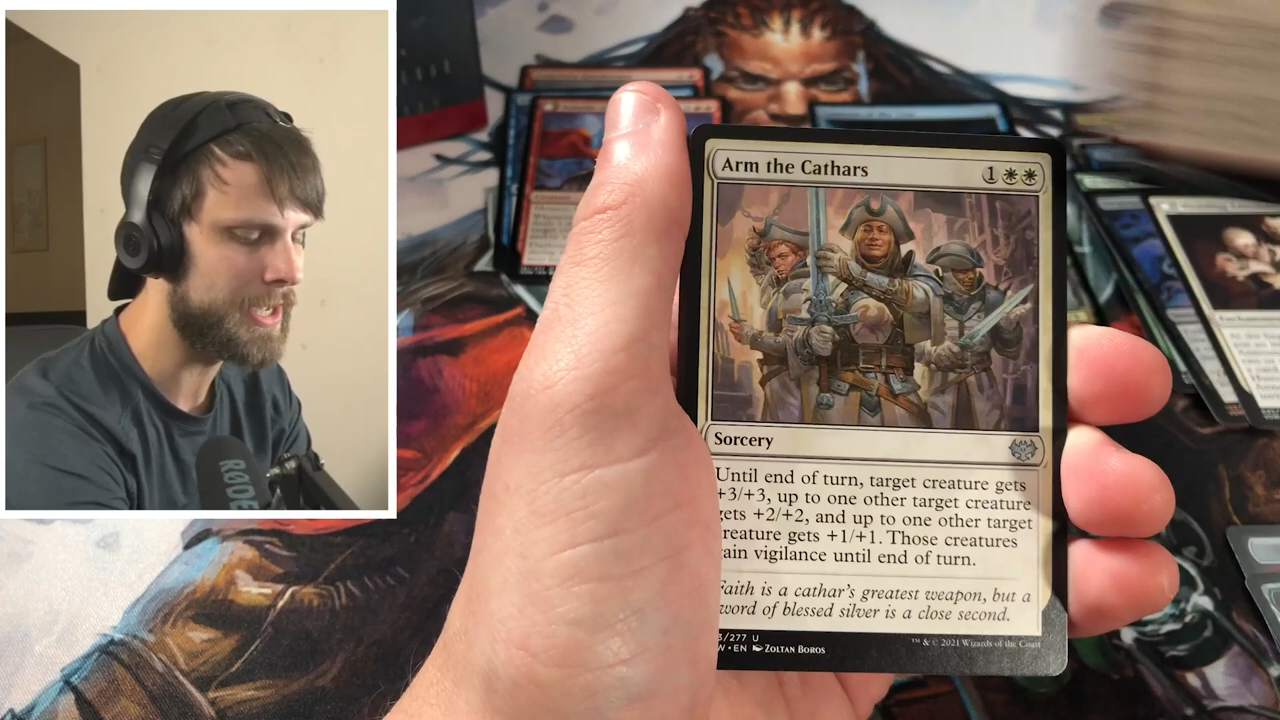 Arm the Cathars 1
Sorcery
Until end of turn, target creature gets
+3/+3, up to one other target creature
gets +2/+2, and up to one other target
creature gets +1/+1. Those creatures
gain vigilance until end of turn.
Faith is a cathar's greatest weapon, but a
sword of blessed silver is a close second.
3/277 U
W • EN ZOLTAN BOROS
™ & © 2021 Wizards of the Coast
RØDE